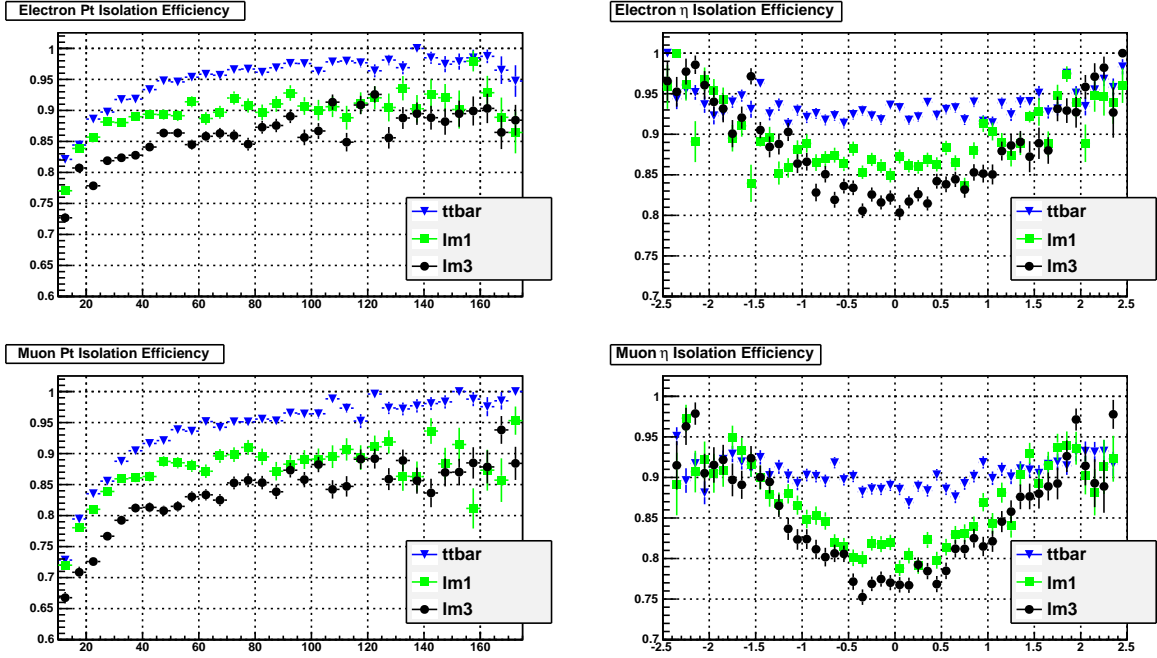 Electron Pt Isolation Efficiency
1
0.95
0.9
0.85
0.8
0.75
0.7
0.65
0.6
20 40 60 80 100 120 140 160
ttbar
lm1
lm3
Electron η Isolation Efficiency
1
0.95
0.9
0.85
0.8
0.75
0.7
-2.5 -2 -1.5 -1 -0.5 0 0.5 1 1.5 2 2.5
ttbar
lm1
lm3
Muon Pt Isolation Efficiency
1
0.95
0.9
0.85
0.8
0.75
0.7
0.65
0.6
20 40 60 80 100 120 140 160
ttbar
lm1
lm3
Muon η Isolation Efficiency
1
0.95
0.9
0.85
0.8
0.75
0.7
-2.5 -2 -1.5 -1 -0.5 0 0.5 1 1.5 2 2.5
ttbar
lm1
lm3